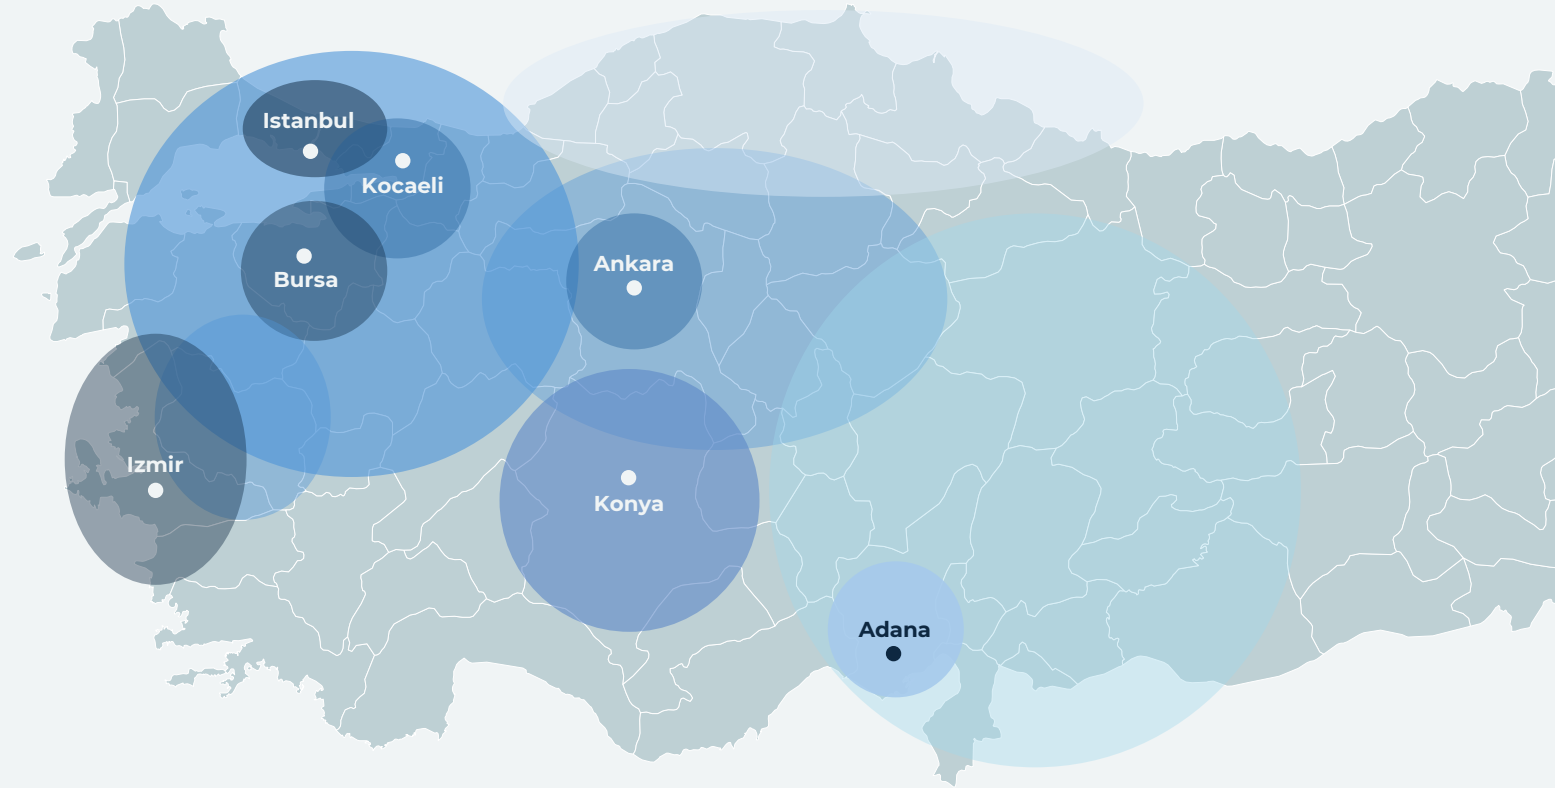 Istanbul
Kocaeli
Bursa
Ankara
Izmir
Konya
Adana